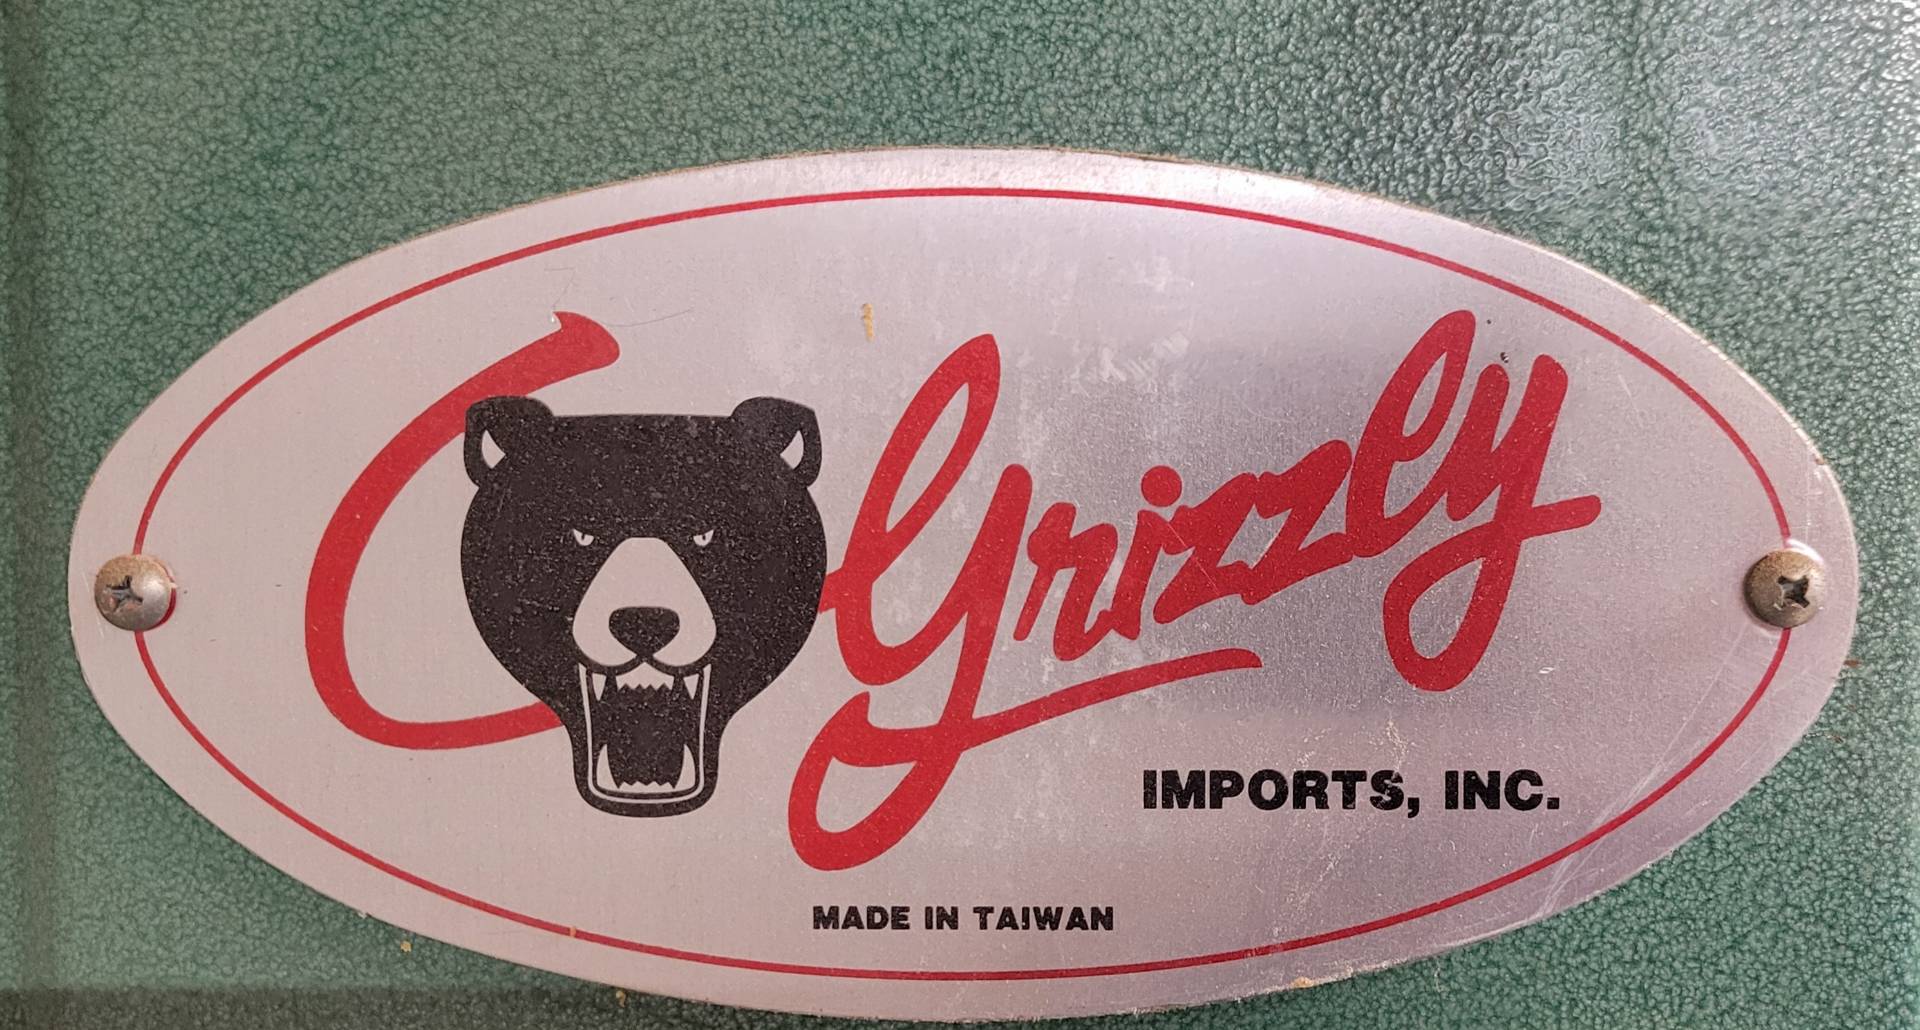 Grizzly
IMPORTS, INC.
MADE IN TAIWAN